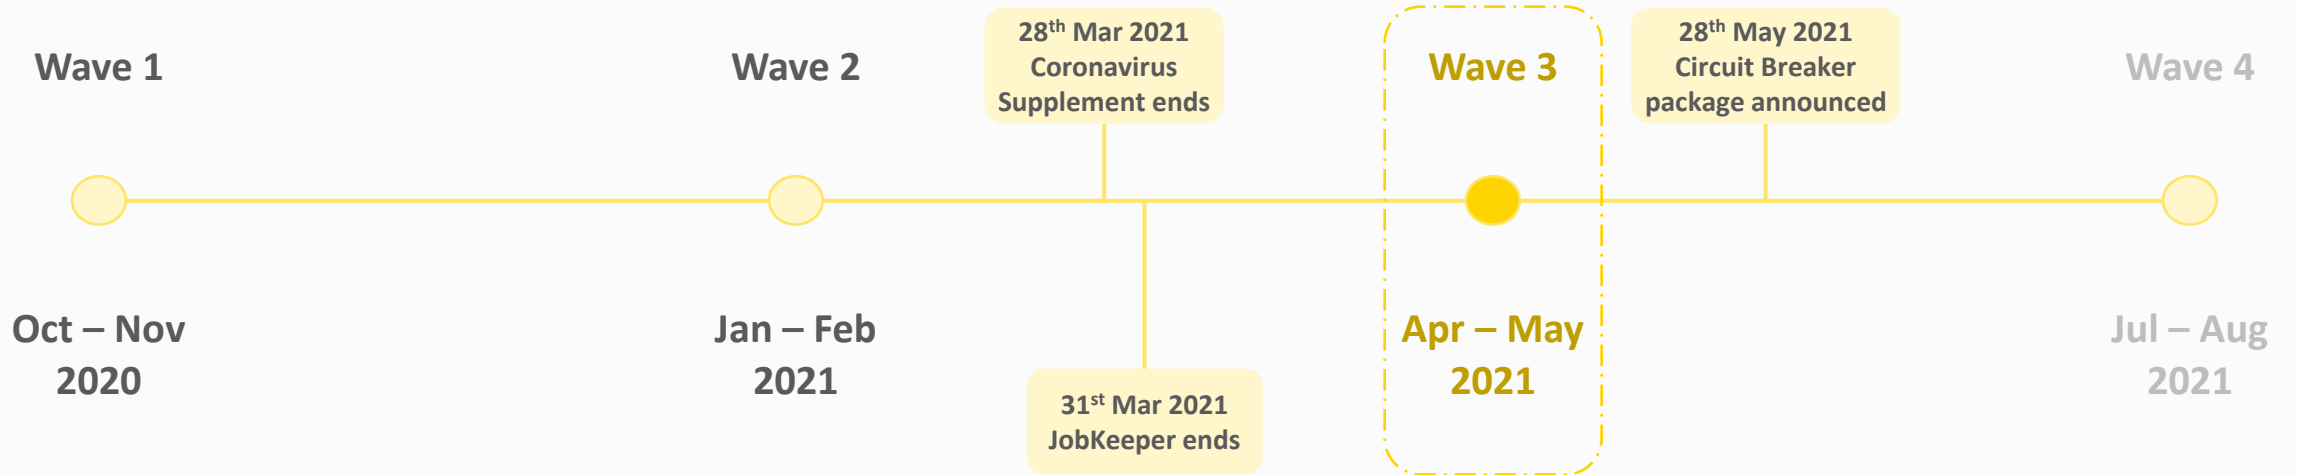 Wave 1
Oct – Nov
2020
Wave 2
Jan – Feb
2021
28th Mar 2021
Coronavirus
Supplement ends
31st Mar 2021
JobKeeper ends
Wave 3
Apr – May
2021
28th May 2021
Circuit Breaker
package announced
Wave 4
Jul – Aug
2021